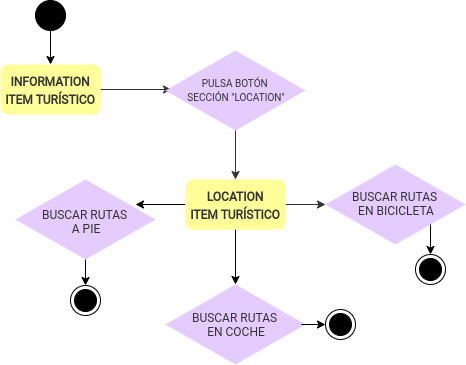 INFORMATION
ITEM TURÍSTICO
PULSA BOTÓN
SECCIÓN "LOCATION"
LOCATION
ITEM TURÍSTICO
BUSCAR RUTAS
A PIE
BUSCAR RUTAS
EN BICICLETA
BUSCAR RUTAS
EN COCHE